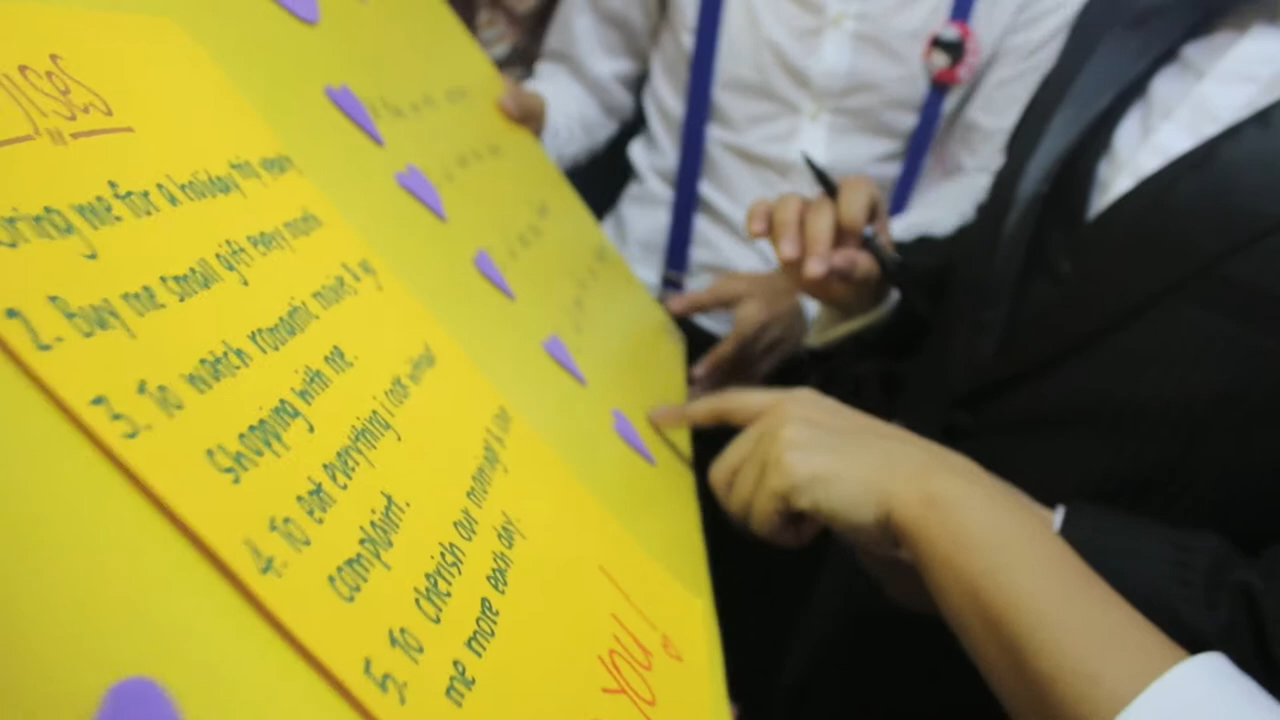 bring me for a holiday trip
2. Buy me small gift every month
3. To watch romantic movies &
shopping with me.
4. To eat everything i cook without
complaint.
5. To cherish our marriage & love
me more each day.
YOU!